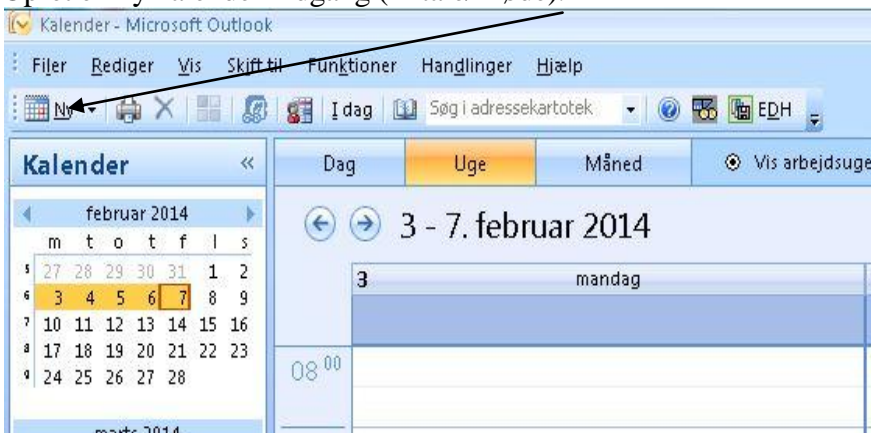 Kalender - Microsoft Outlook
Filer Rediger Vis Skift til Funktioner Handlinger Hjælp
Ny I dag Søg i adressekartotek EDH
Kalender «
Dag Uge Måned Vis arbejdsuge
februar 2014
m t o t f l s
5 27 28 29 30 31 1 2
6 3 4 5 6 7 8 9
7 10 11 12 13 14 15 16
8 17 18 19 20 21 22 23
9 24 25 26 27 28
marts 2014
3 - 7. februar 2014
3 mandag
08 00